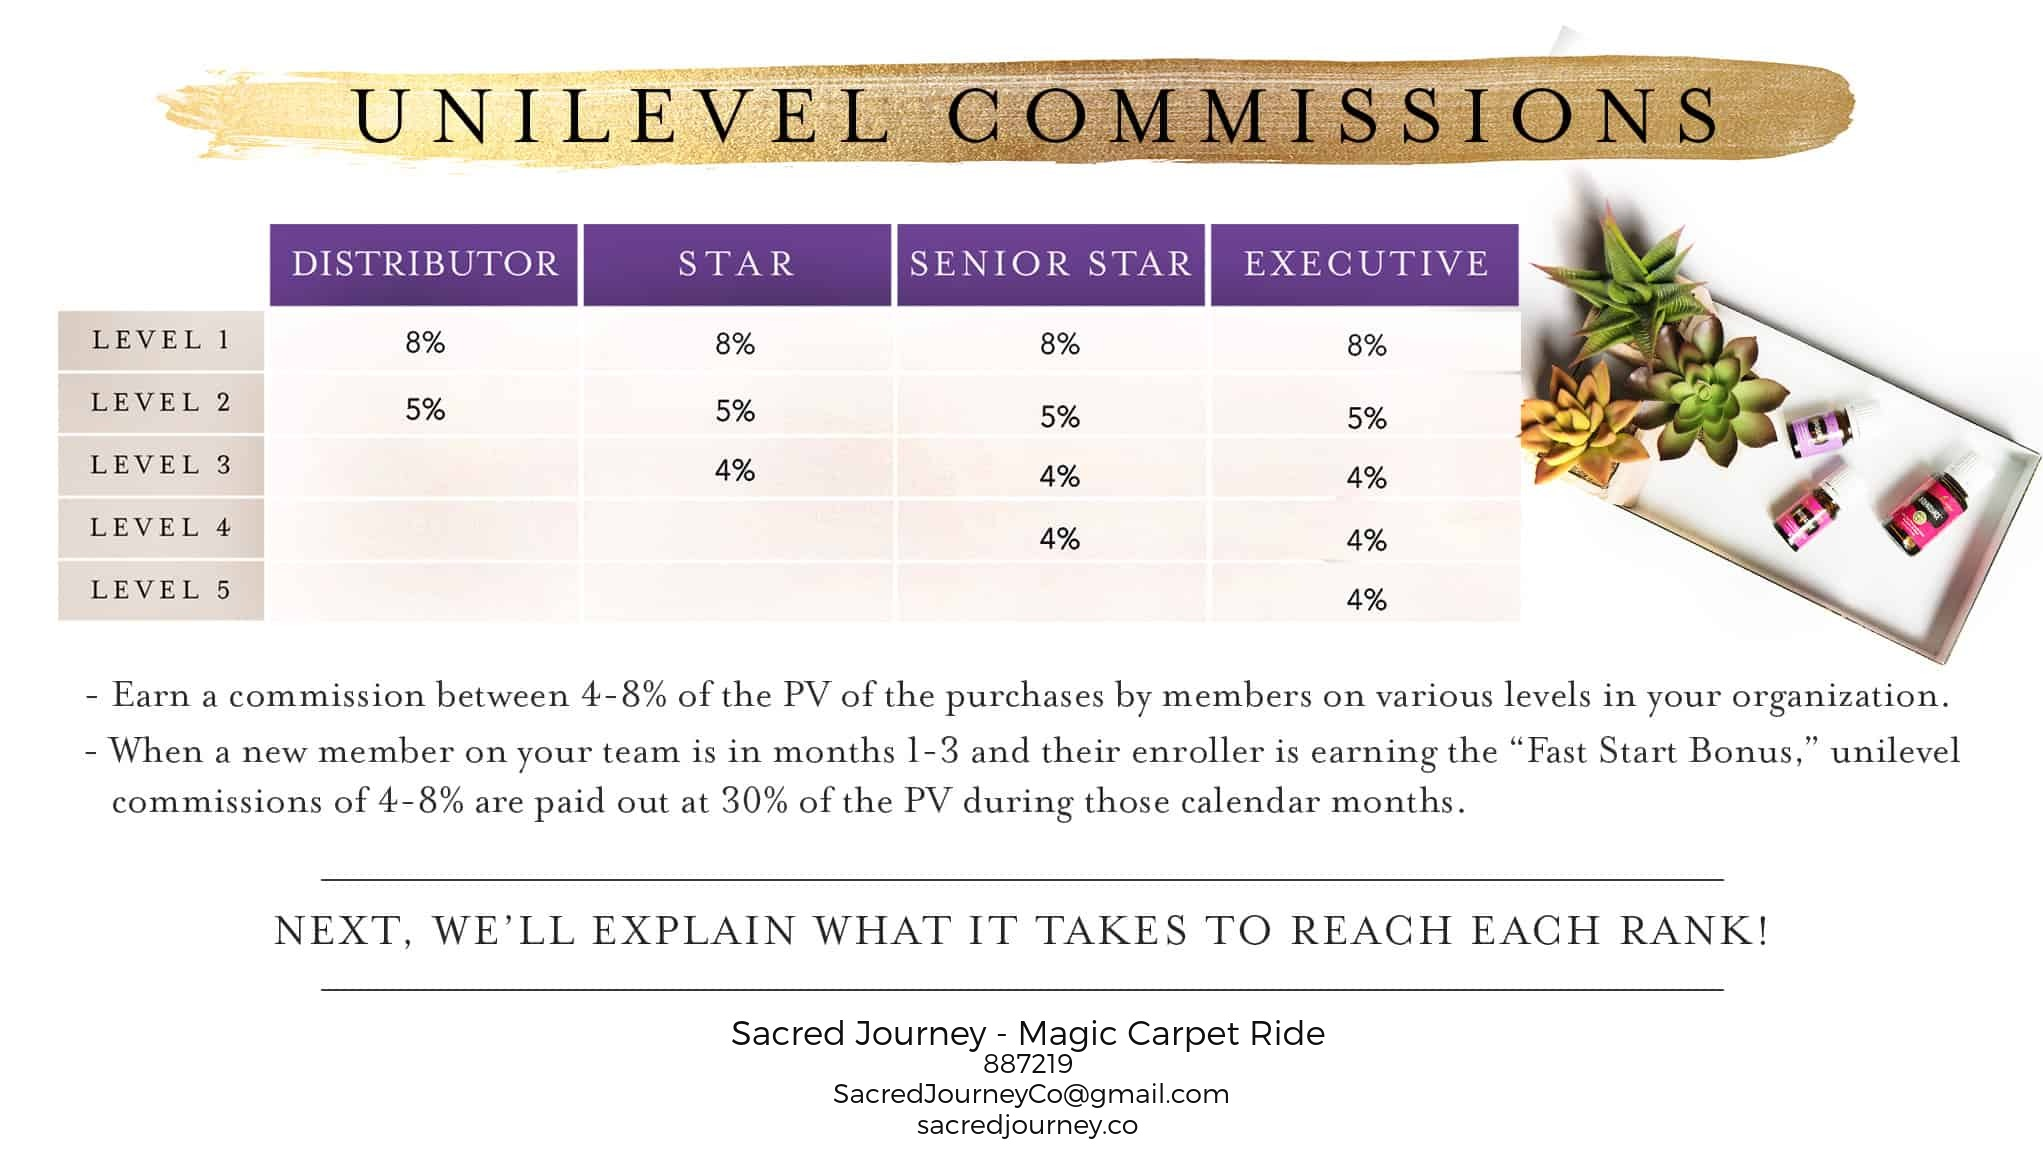 UNILEVEL COMMISSIONS
DISTRIBUTOR STAR SENIOR STAR EXECUTIVE
LEVEL 1 8% 8% 8% 8%
LEVEL 2 5% 5% 5% 5%
LEVEL 3 4% 4% 4%
LEVEL 4 4% 4%
LEVEL 5 4%
- Earn a commission between 4-8% of the PV of the purchases by members on various levels in your organization.
- When a new member on your team is in months 1-3 and their enroller is earning the “Fast Start Bonus,” unilevel
commissions of 4-8% are paid out at 30% of the PV during those calendar months.
NEXT, WE’LL EXPLAIN WHAT IT TAKES TO REACH EACH RANK!
Sacred Journey - Magic Carpet Ride
887219
SacredJourneyCo@gmail.com
sacredjourney.co